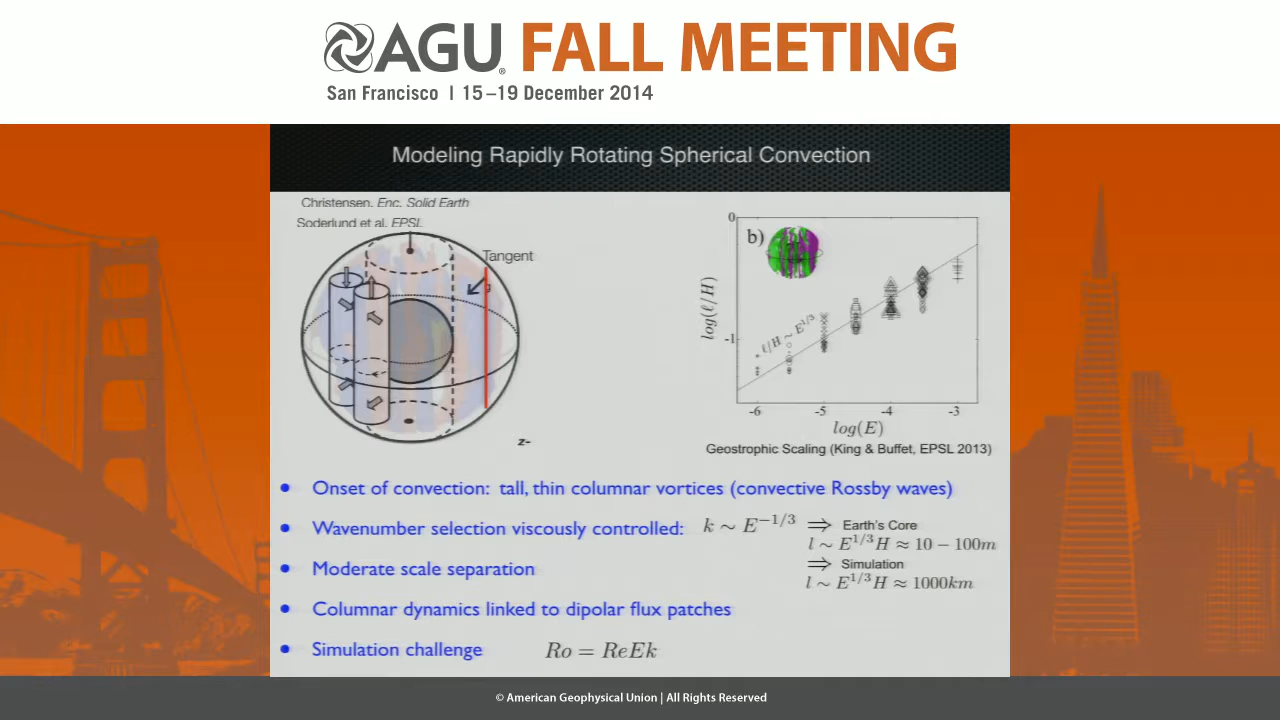 AGU FALL MEETING
San Francisco | 15–19 December 2014
Modeling Rapidly Rotating Spherical Convection
Christensen. Enc. Solid Earth
Soderlund et al. EPSL
Tangent
z-
b)
0
-1
log(ℓ/H)
ℓ/H ~ E^1/3
-6 -5 -4 -3
log(E)
Geostrophic Scaling (King & Buffet, EPSL 2013)
• Onset of convection: tall, thin columnar vortices (convective Rossby waves)
• Wavenumber selection viscously controlled: k ∼ E^−1/3 ⟹ Earth's Core
l ∼ E^1/3 H ≈ 10 − 100m
⟹ Simulation
l ∼ E^1/3 H ≈ 1000km
• Moderate scale separation
• Columnar dynamics linked to dipolar flux patches
• Simulation challenge Ro = ReEk
© American Geophysical Union | All Rights Reserved